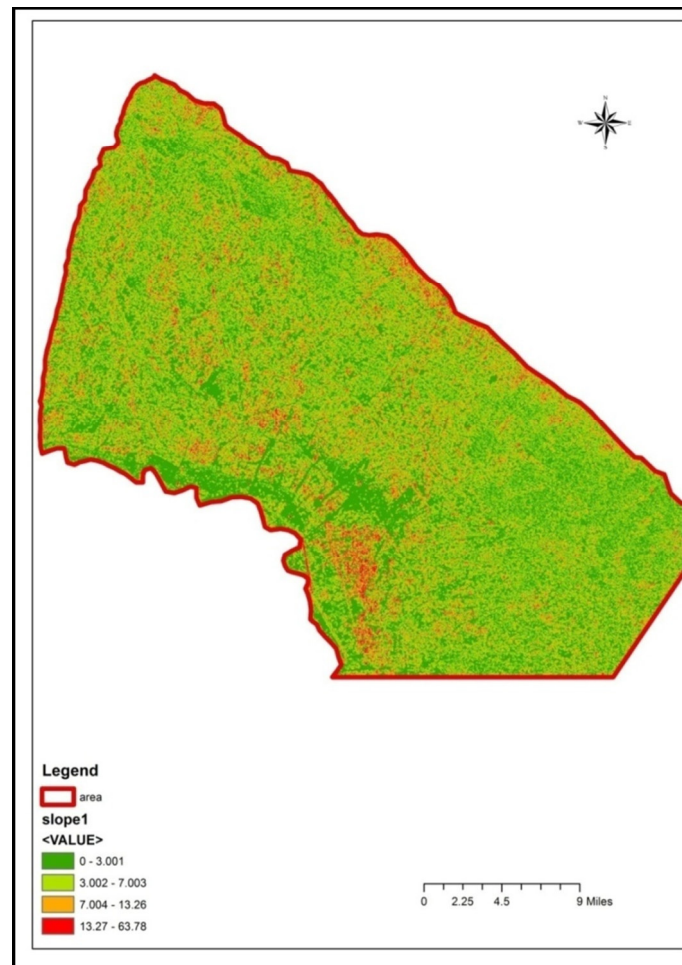 N
W E
S
Legend
area
slope1
<VALUE>
0 - 3.001
3.002 - 7.003
7.004 - 13.26
13.27 - 63.78
0 2.25 4.5 9 Miles